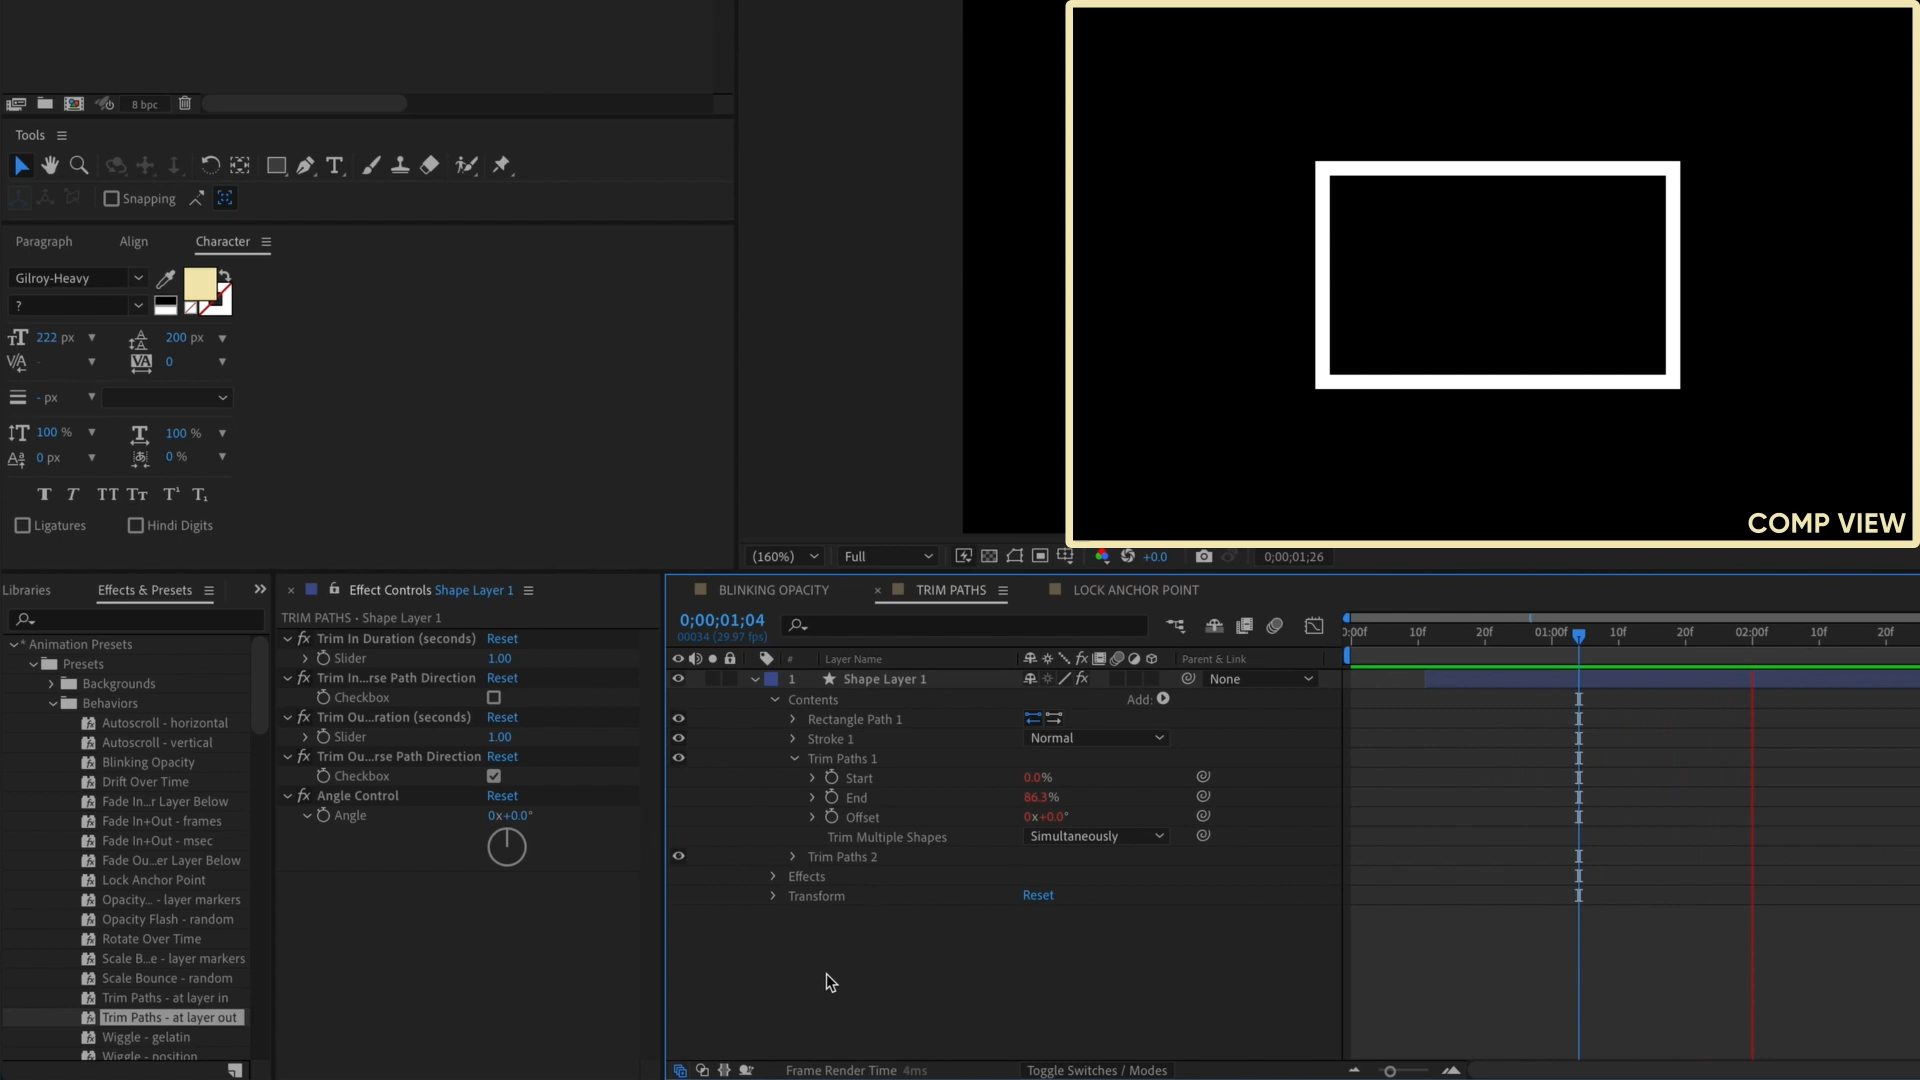 8 bpc
Tools
Snapping
Paragraph
Align
Character
Gilroy-Heavy
?
222 px
200 px
-
0
- px
100 %
100 %
0 px
0 %
T T TT Tт T¹ T₁
Ligatures
Hindi Digits
COMP VIEW
(160%)
Full
+0.0
0;00;01;26
Libraries
Effects & Presets
* Animation Presets
Presets
Backgrounds
Behaviors
Autoscroll - horizontal
Autoscroll - vertical
Blinking Opacity
Drift Over Time
Fade In...r Layer Below
Fade In+Out - frames
Fade In+Out - msec
Fade Ou...er Layer Below
Lock Anchor Point
Opacity... - layer markers
Opacity Flash - random
Rotate Over Time
Scale B...e - layer markers
Scale Bounce - random
Trim Paths - at layer in
Trim Paths - at layer out
Wiggle - gelatin
Wiggle - position
Effect Controls Shape Layer 1
TRIM PATHS • Shape Layer 1
fx Trim In Duration (seconds) Reset
Slider 1.00
fx Trim In...rse Path Direction Reset
Checkbox
fx Trim Ou...ration (seconds) Reset
Slider 1.00
fx Trim Ou...rse Path Direction Reset
Checkbox
fx Angle Control Reset
Angle 0x+0.0°
BLINKING OPACITY
TRIM PATHS
LOCK ANCHOR POINT
0;00;01;04
00034 (29.97 fps)
0:00f 10f 20f 01:00f 10f 20f 02:00f 10f 20f
# Layer Name Parent & Link
1 Shape Layer 1 None
Contents Add:
Rectangle Path 1
Stroke 1 Normal
Trim Paths 1
Start 0.0%
End 86.3%
Offset 0x+0.0°
Trim Multiple Shapes Simultaneously
Trim Paths 2
Effects
Transform Reset
Frame Render Time 4ms
Toggle Switches / Modes